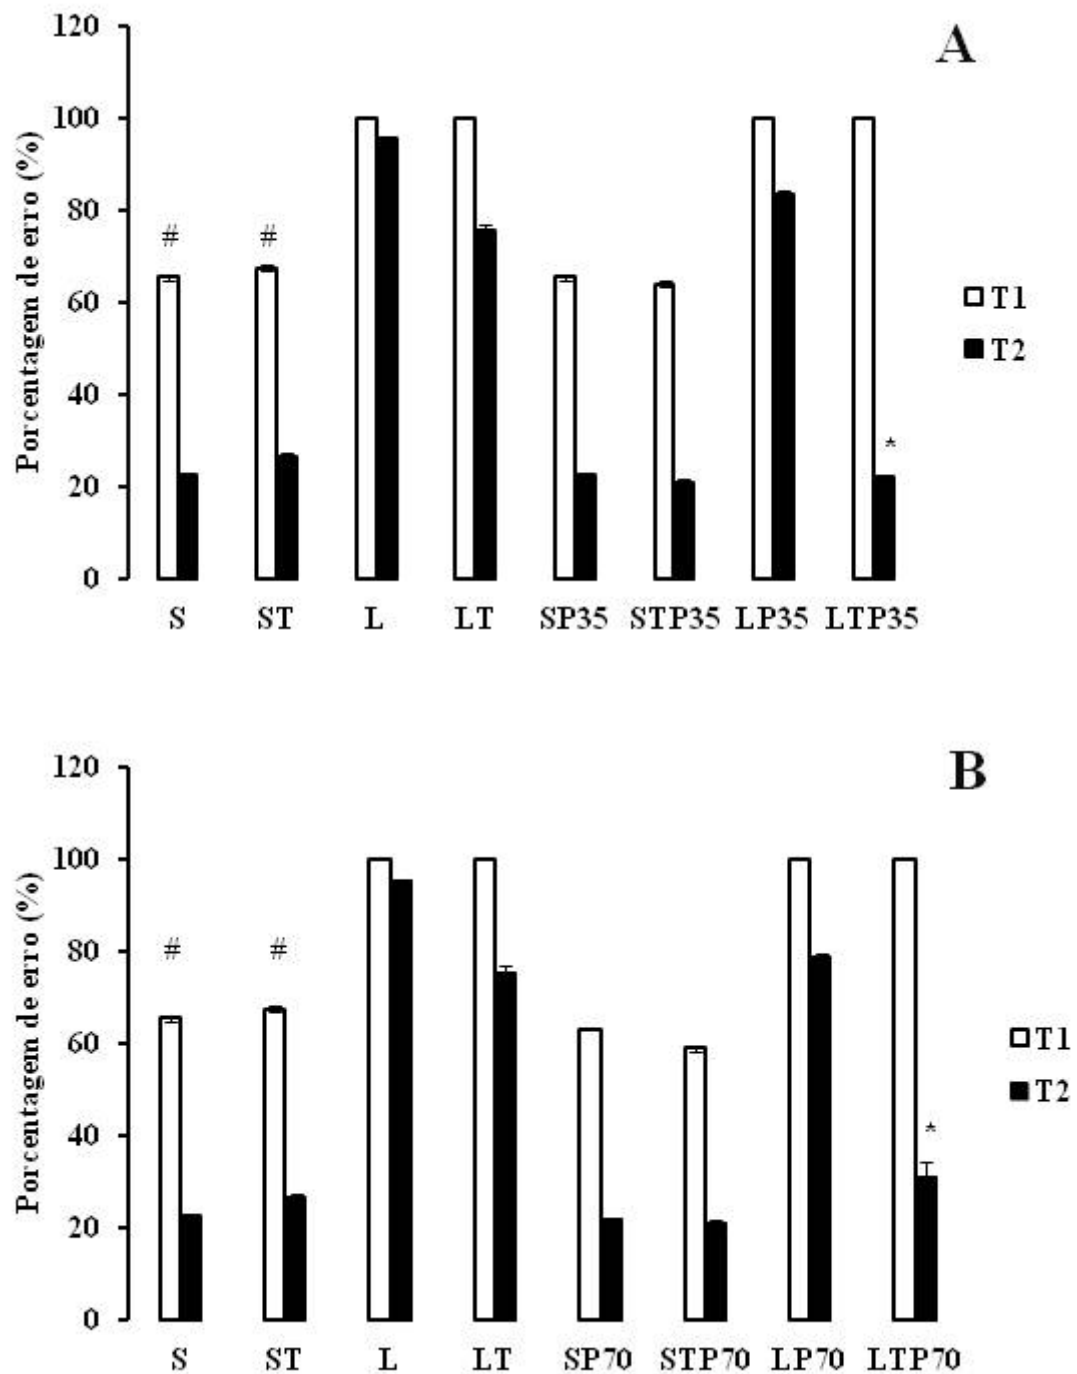 A
Porcentagem de erro (%)
120
100
80
60
40
20
0
# #
*
T1
T2
S ST L LT SP35 STP35 LP35 LTP35
B
Porcentagem de erro (%)
120
100
80
60
40
20
0
# #
*
T1
T2
S ST L LT SP70 STP70 LP70 LTP70